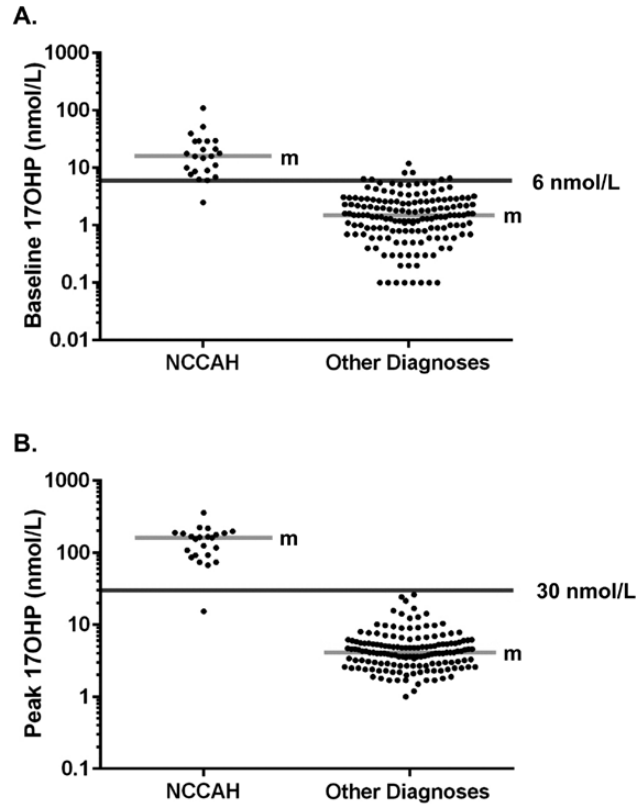 A.
Baseline 17OHP (nmol/L)
1000
100
10
1
0.1
0.01
m
6 nmol/L
m
NCCAH
Other Diagnoses
B.
Peak 17OHP (nmol/L)
1000
100
10
1
0.1
m
30 nmol/L
m
NCCAH
Other Diagnoses